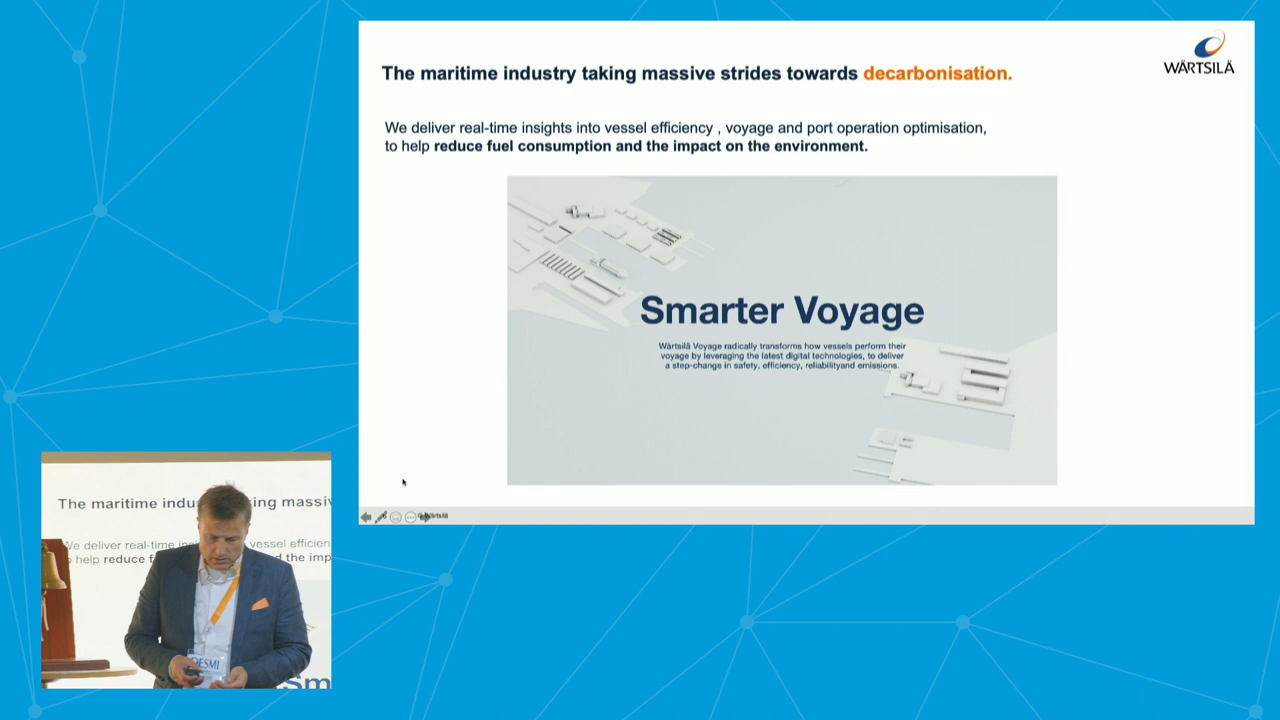 The maritime industry taking massive strides towards decarbonisation.
WÄRTSILÄ
We deliver real-time insights into vessel efficiency , voyage and port operation optimisation,
to help reduce fuel consumption and the impact on the environment.
Smarter Voyage
Wärtsilä Voyage radically transforms how vessels perform their
voyage by leveraging the latest digital technologies, to deliver
a step-change in safety, efficiency, reliabilityand emissions.
Wärtsilä
The maritime indu ing massiv
We deliver real-time ins vessel efficien
help reduce f d the imp
DESMI
Sm